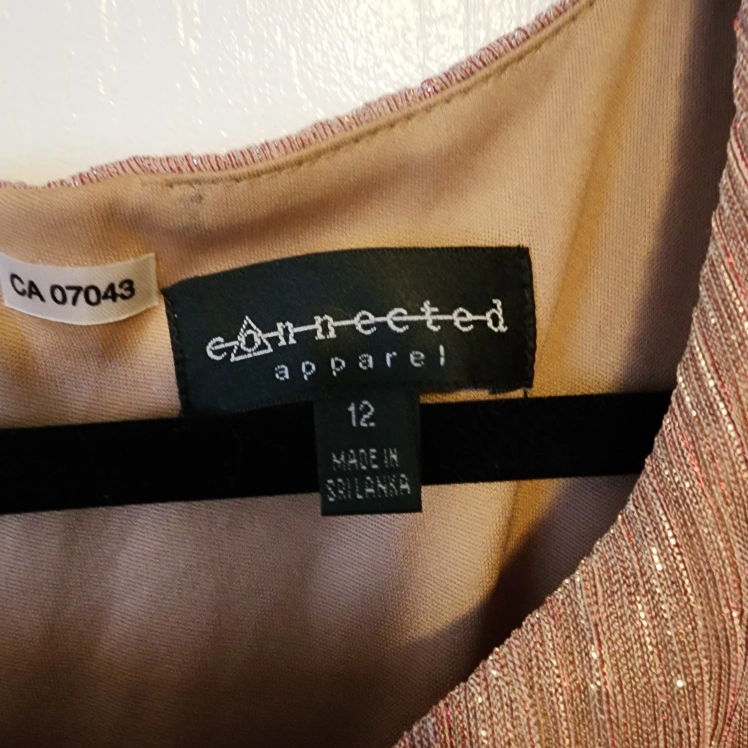 CA 07043
connected
apparel
12
MADE IN
SRI LANKA